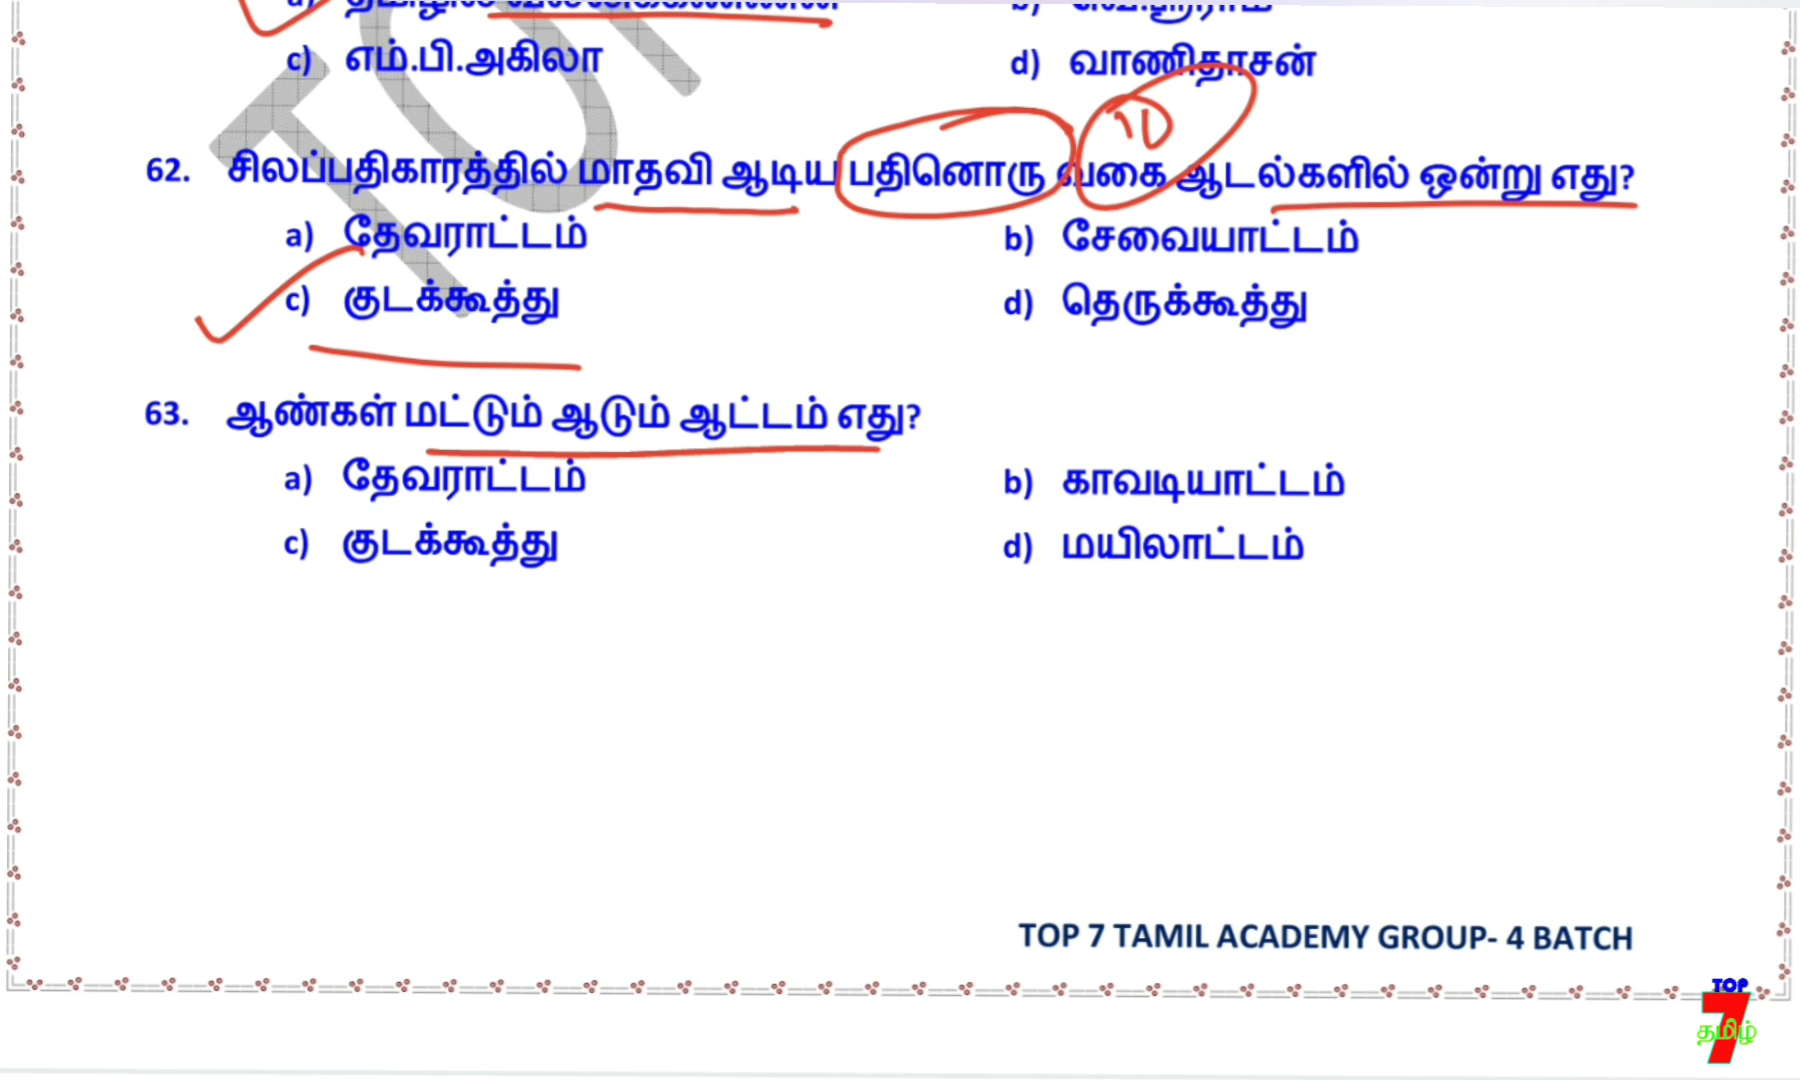 c) எம்.பி.அகிலா
d) வாணிதாசன்
62. சிலப்பதிகாரத்தில் மாதவி ஆடிய பதினொரு வகை ஆடல்களில் ஒன்று எது?
a) தேவராட்டம்
b) சேவையாட்டம்
c) குடக்கூத்து
d) தெருக்கூத்து
63. ஆண்கள் மட்டும் ஆடும் ஆட்டம் எது?
a) தேவராட்டம்
b) காவடியாட்டம்
c) குடக்கூத்து
d) மயிலாட்டம்
TOP 7 TAMIL ACADEMY GROUP- 4 BATCH
TOP
7
தமிழ்